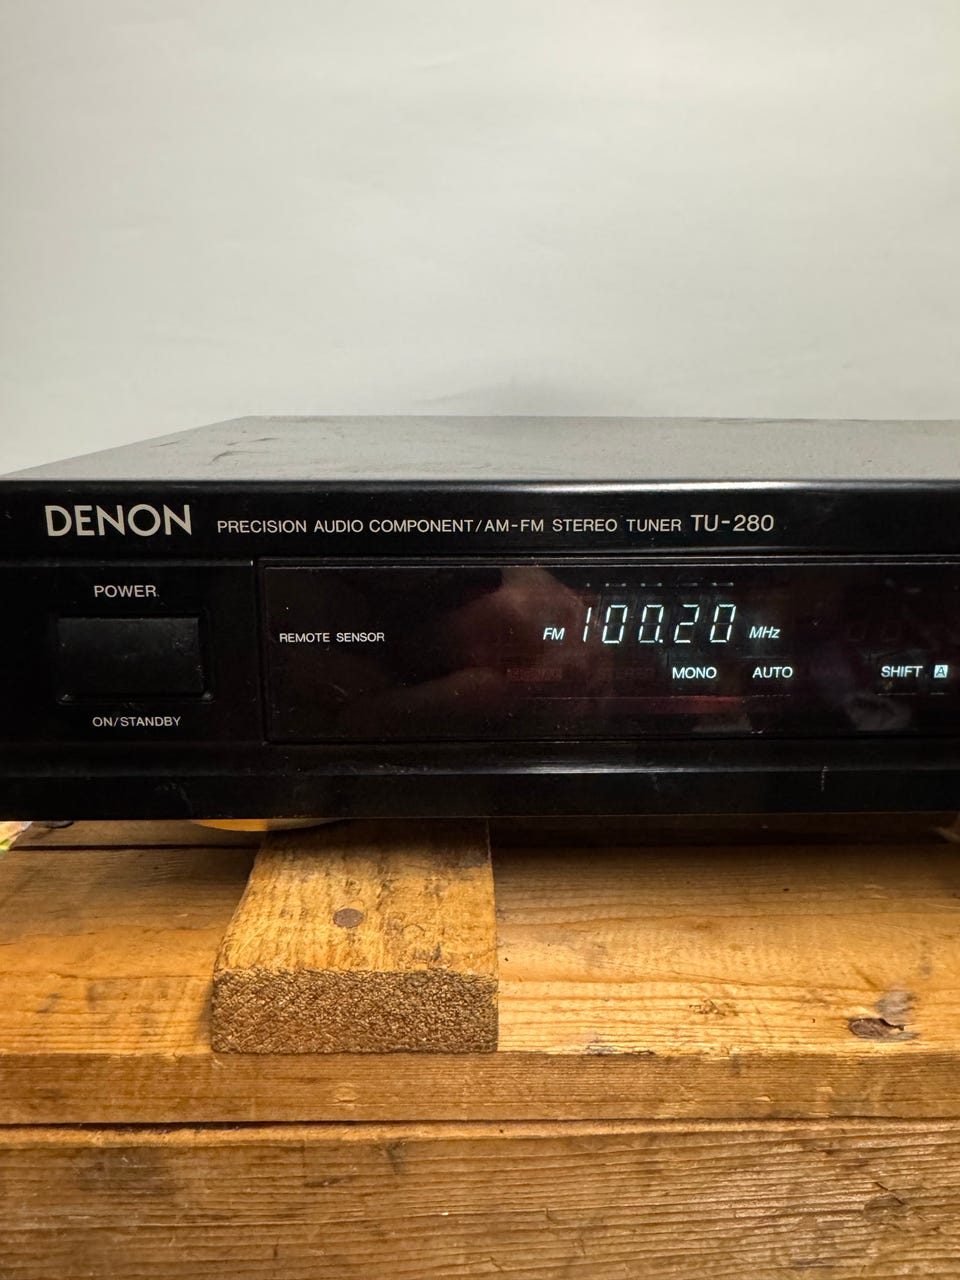 DENON PRECISION AUDIO COMPONENT/AM-FM STEREO TUNER TU-280
POWER
REMOTE SENSOR
FM 100.20 MHz
MONO AUTO SHIFT A
ON/STANDBY